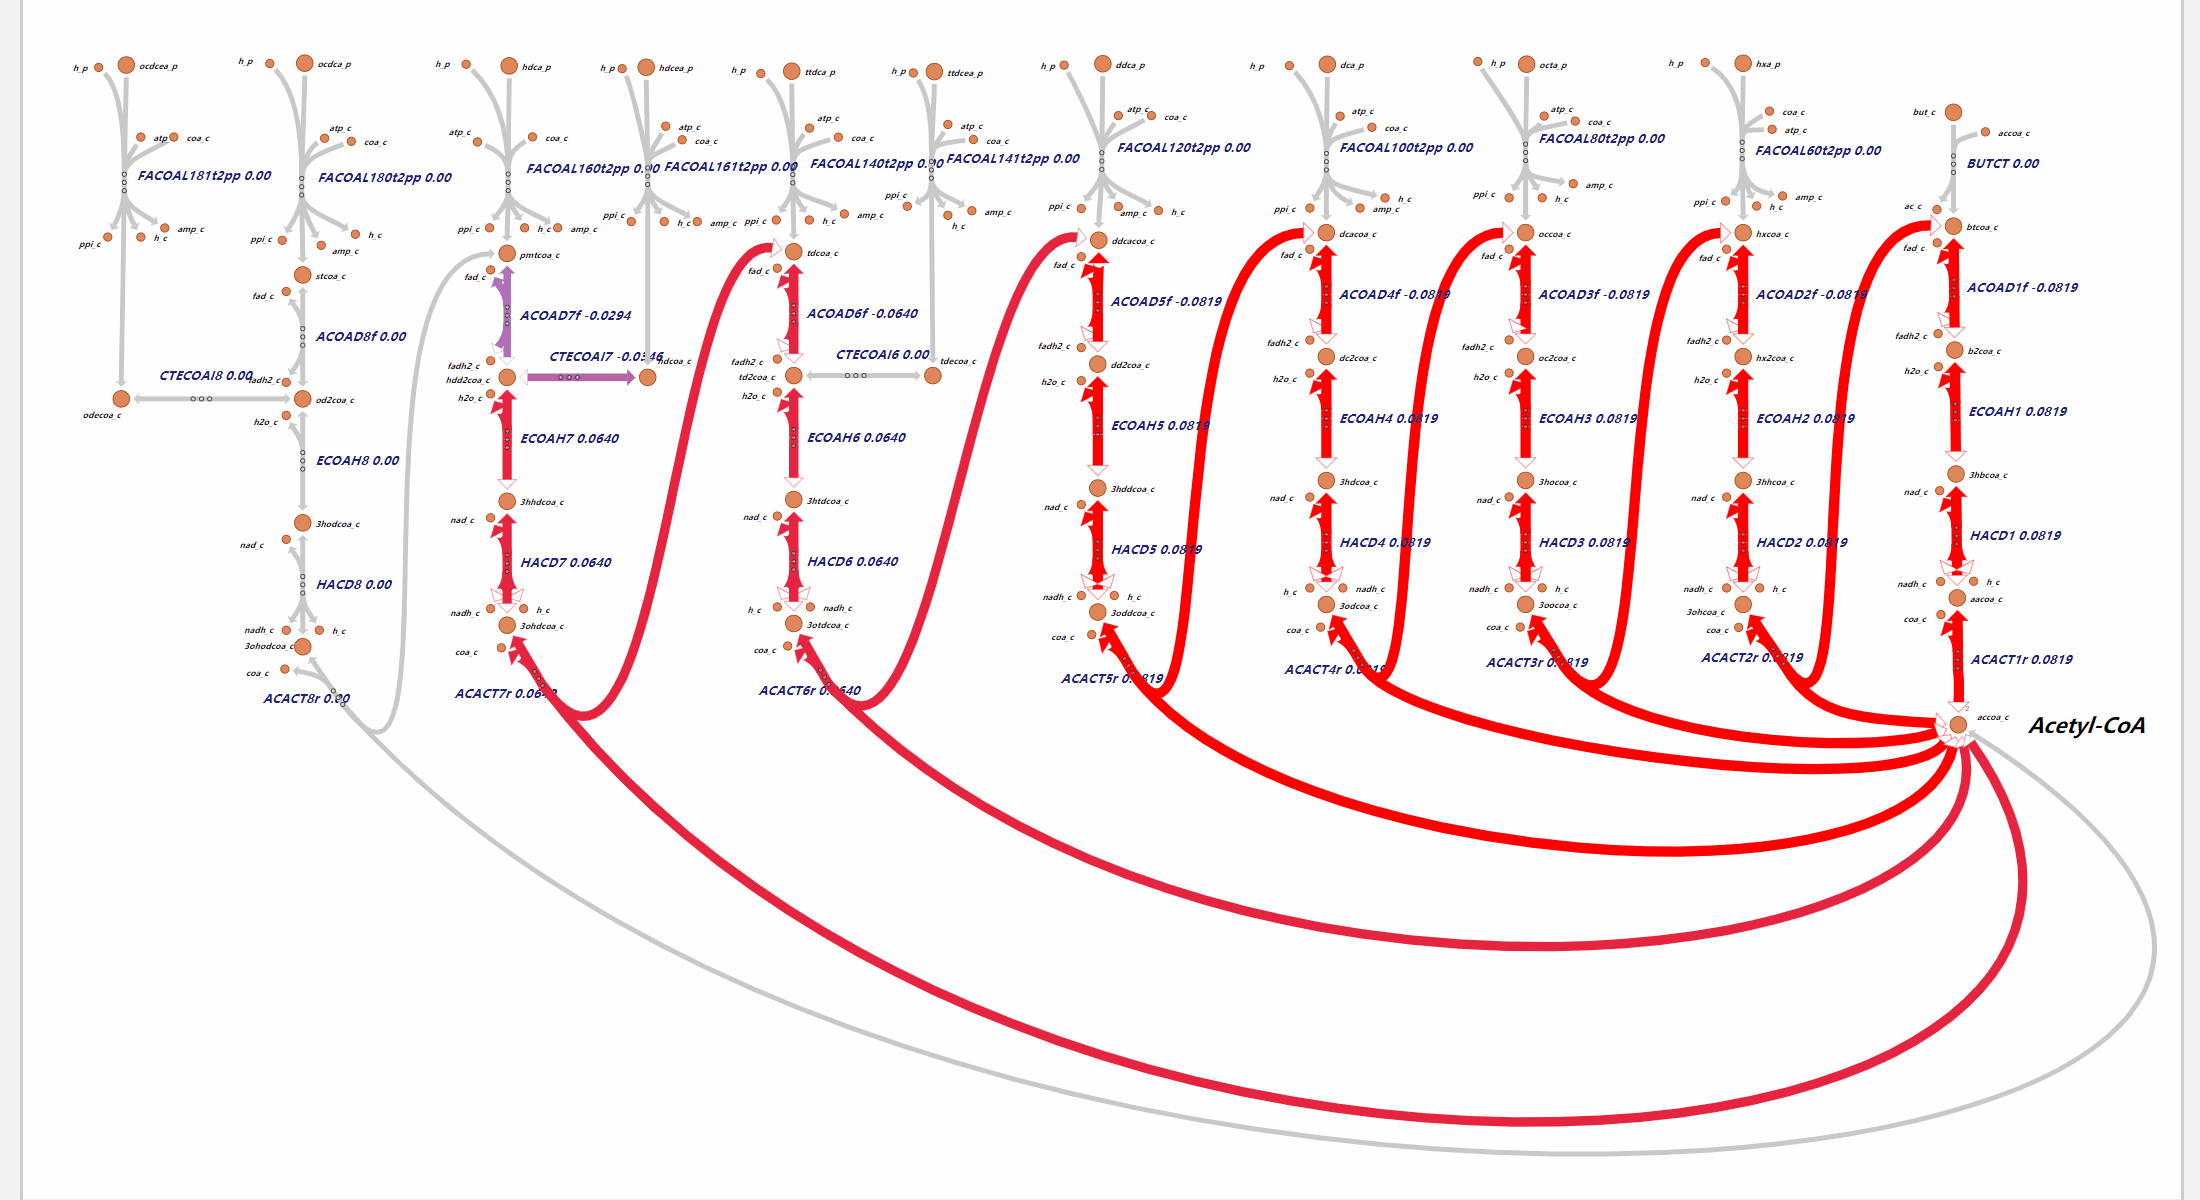 h_p
ocdcea_p
h_p
ocdca_p
h_p
hdca_p
h_p
hdcea_p
h_p
ttdca_p
h_p
ttdcea_p
h_p
ddca_p
h_p
dca_p
h_p
octa_p
h_p
hxa_p
atp_c
coa_c
atp_c
coa_c
atp_c
coa_c
atp_c
coa_c
atp_c
coa_c
atp_c
coa_c
atp_c
coa_c
atp_c
coa_c
atp_c
coa_c
coa_c
atp_c
but_c
accoa_c
FACOAL181t2pp 0.00
FACOAL180t2pp 0.00
FACOAL160t2pp 0.00
FACOAL161t2pp 0.00
FACOAL140t2pp 0.00
FACOAL141t2pp 0.00
FACOAL120t2pp 0.00
FACOAL100t2pp 0.00
FACOAL80t2pp 0.00
FACOAL60t2pp 0.00
BUTCT 0.00
ppi_c
h_c
amp_c
ppi_c
amp_c
h_c
ppi_c
h_c
amp_c
ppi_c
h_c
amp_c
ppi_c
h_c
amp_c
ppi_c
h_c
amp_c
ppi_c
amp_c
h_c
ppi_c
amp_c
h_c
ppi_c
h_c
amp_c
ppi_c
h_c
amp_c
ac_c
stcoa_c
pmtcoa_c
tdcoa_c
ddcacoa_c
dcacoa_c
occoa_c
hxcoa_c
btcoa_c
fad_c
fad_c
fad_c
fad_c
fad_c
fad_c
fad_c
fad_c
ACOAD8f 0.00
ACOAD7f -0.0294
ACOAD6f -0.0640
ACOAD5f -0.0819
ACOAD4f -0.0819
ACOAD3f -0.0819
ACOAD2f -0.0819
ACOAD1f -0.0819
CTECOAI8 0.00
CTECOAI7 -0.0346
CTECOAI6 0.00
fadh2_c
fadh2_c
fadh2_c
fadh2_c
fadh2_c
fadh2_c
fadh2_c
fadh2_c
odecoa_c
od2coa_c
hdd2coa_c
hdcoa_c
td2coa_c
tdecoa_c
dd2coa_c
dc2coa_c
oc2coa_c
hx2coa_c
b2coa_c
h2o_c
h2o_c
h2o_c
h2o_c
h2o_c
h2o_c
h2o_c
h2o_c
ECOAH8 0.00
ECOAH7 0.0640
ECOAH6 0.0640
ECOAH5 0.0819
ECOAH4 0.0819
ECOAH3 0.0819
ECOAH2 0.0819
ECOAH1 0.0819
3hodcoa_c
3hhdcoa_c
3htdcoa_c
3hddcoa_c
3hdcoa_c
3hocoa_c
3hhcoa_c
3hbcoa_c
nad_c
nad_c
nad_c
nad_c
nad_c
nad_c
nad_c
nad_c
HACD8 0.00
HACD7 0.0640
HACD6 0.0640
HACD5 0.0819
HACD4 0.0819
HACD3 0.0819
HACD2 0.0819
HACD1 0.0819
nadh_c
h_c
nadh_c
h_c
h_c
nadh_c
nadh_c
h_c
h_c
nadh_c
nadh_c
h_c
nadh_c
h_c
nadh_c
h_c
3ohodcoa_c
3ohdcoa_c
3otdcoa_c
3oddcoa_c
3odcoa_c
3ocoa_c
3ohcoa_c
aacoa_c
coa_c
coa_c
coa_c
coa_c
coa_c
coa_c
coa_c
coa_c
ACACT8r 0.00
ACACT7r 0.0640
ACACT6r 0.0640
ACACT5r 0.0819
ACACT4r 0.0819
ACACT3r 0.0819
ACACT2r 0.0819
ACACT1r 0.0819
2
accoa_c
Acetyl-CoA